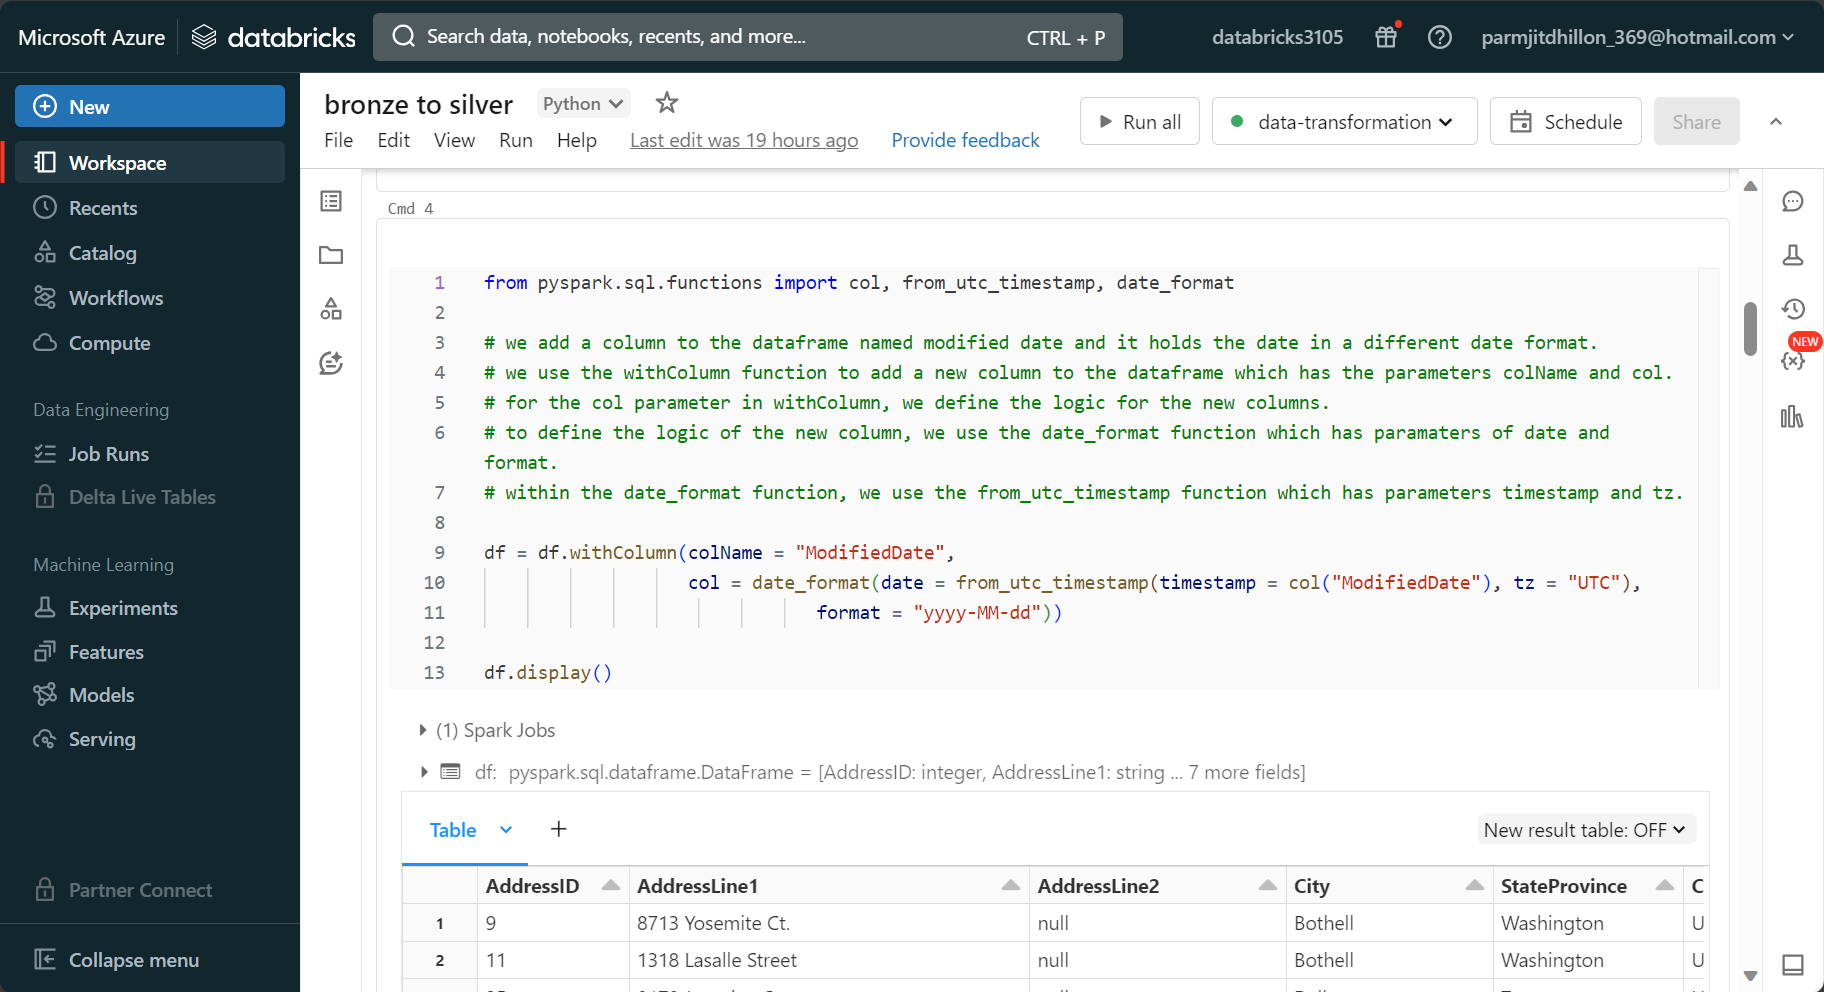 Microsoft Azure databricks Search data, notebooks, recents, and more... CTRL + P databricks3105 parmjitdhillon_369@hotmail.com
New
Workspace
Recents
Catalog
Workflows
Compute
Data Engineering
Job Runs
Delta Live Tables
Machine Learning
Experiments
Features
Models
Serving
Partner Connect
Collapse menu
bronze to silver Python
File Edit View Run Help Last edit was 19 hours ago Provide feedback
Run all data-transformation Schedule Share
NEW
Cmd 4
1 from pyspark.sql.functions import col, from_utc_timestamp, date_format
2
3 # we add a column to the dataframe named modified date and it holds the date in a different date format.
4 # we use the withColumn function to add a new column to the dataframe which has the parameters colName and col.
5 # for the col parameter in withColumn, we define the logic for the new columns.
6 # to define the logic of the new column, we use the date_format function which has paramaters of date and
format.
7 # within the date_format function, we use the from_utc_timestamp function which has parameters timestamp and tz.
8
9 df = df.withColumn(colName = "ModifiedDate",
10 col = date_format(date = from_utc_timestamp(timestamp = col("ModifiedDate"), tz = "UTC"),
11 format = "yyyy-MM-dd"))
12
13 df.display()
(1) Spark Jobs
df: pyspark.sql.dataframe.DataFrame = [AddressID: integer, AddressLine1: string ... 7 more fields]
Table + New result table: OFF
AddressID AddressLine1 AddressLine2 City StateProvince C
1 9 8713 Yosemite Ct. null Bothell Washington U
2 11 1318 Lasalle Street null Bothell Washington U